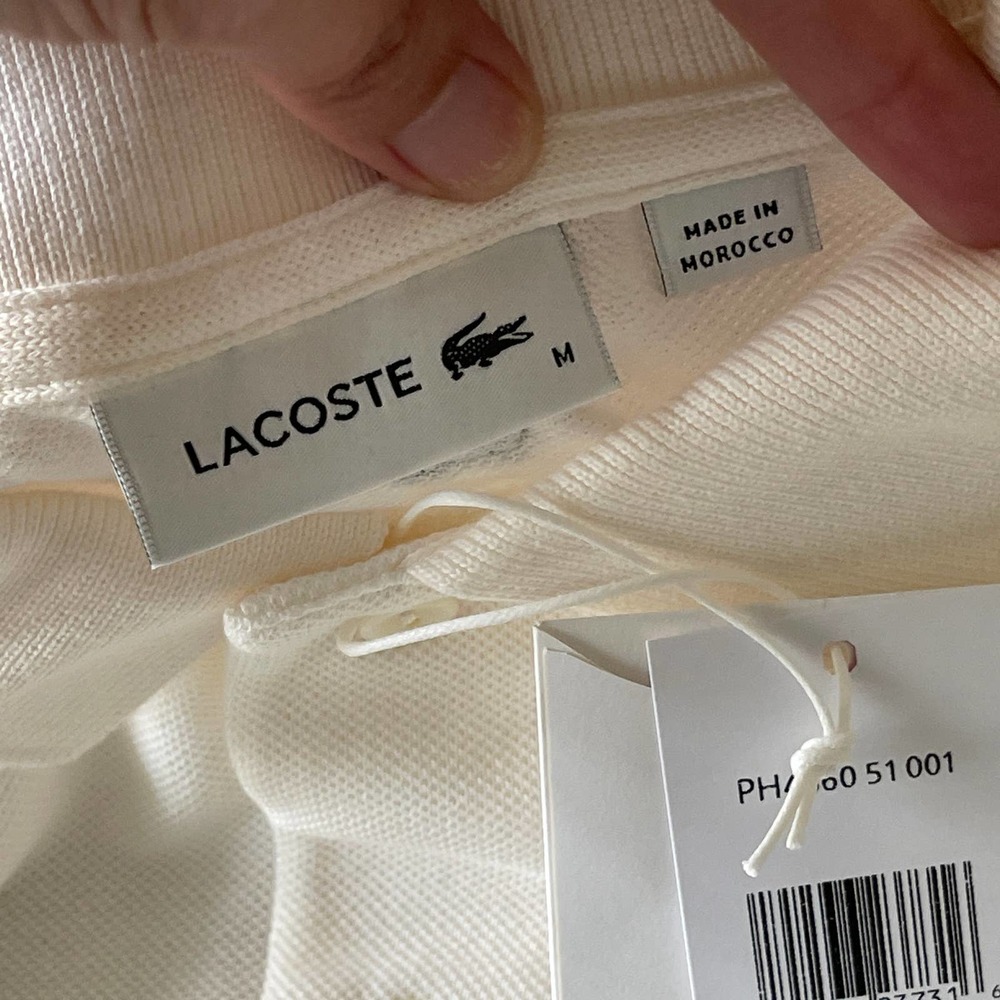 MADE IN
MOROCCO
LACOSTE
M
51 001